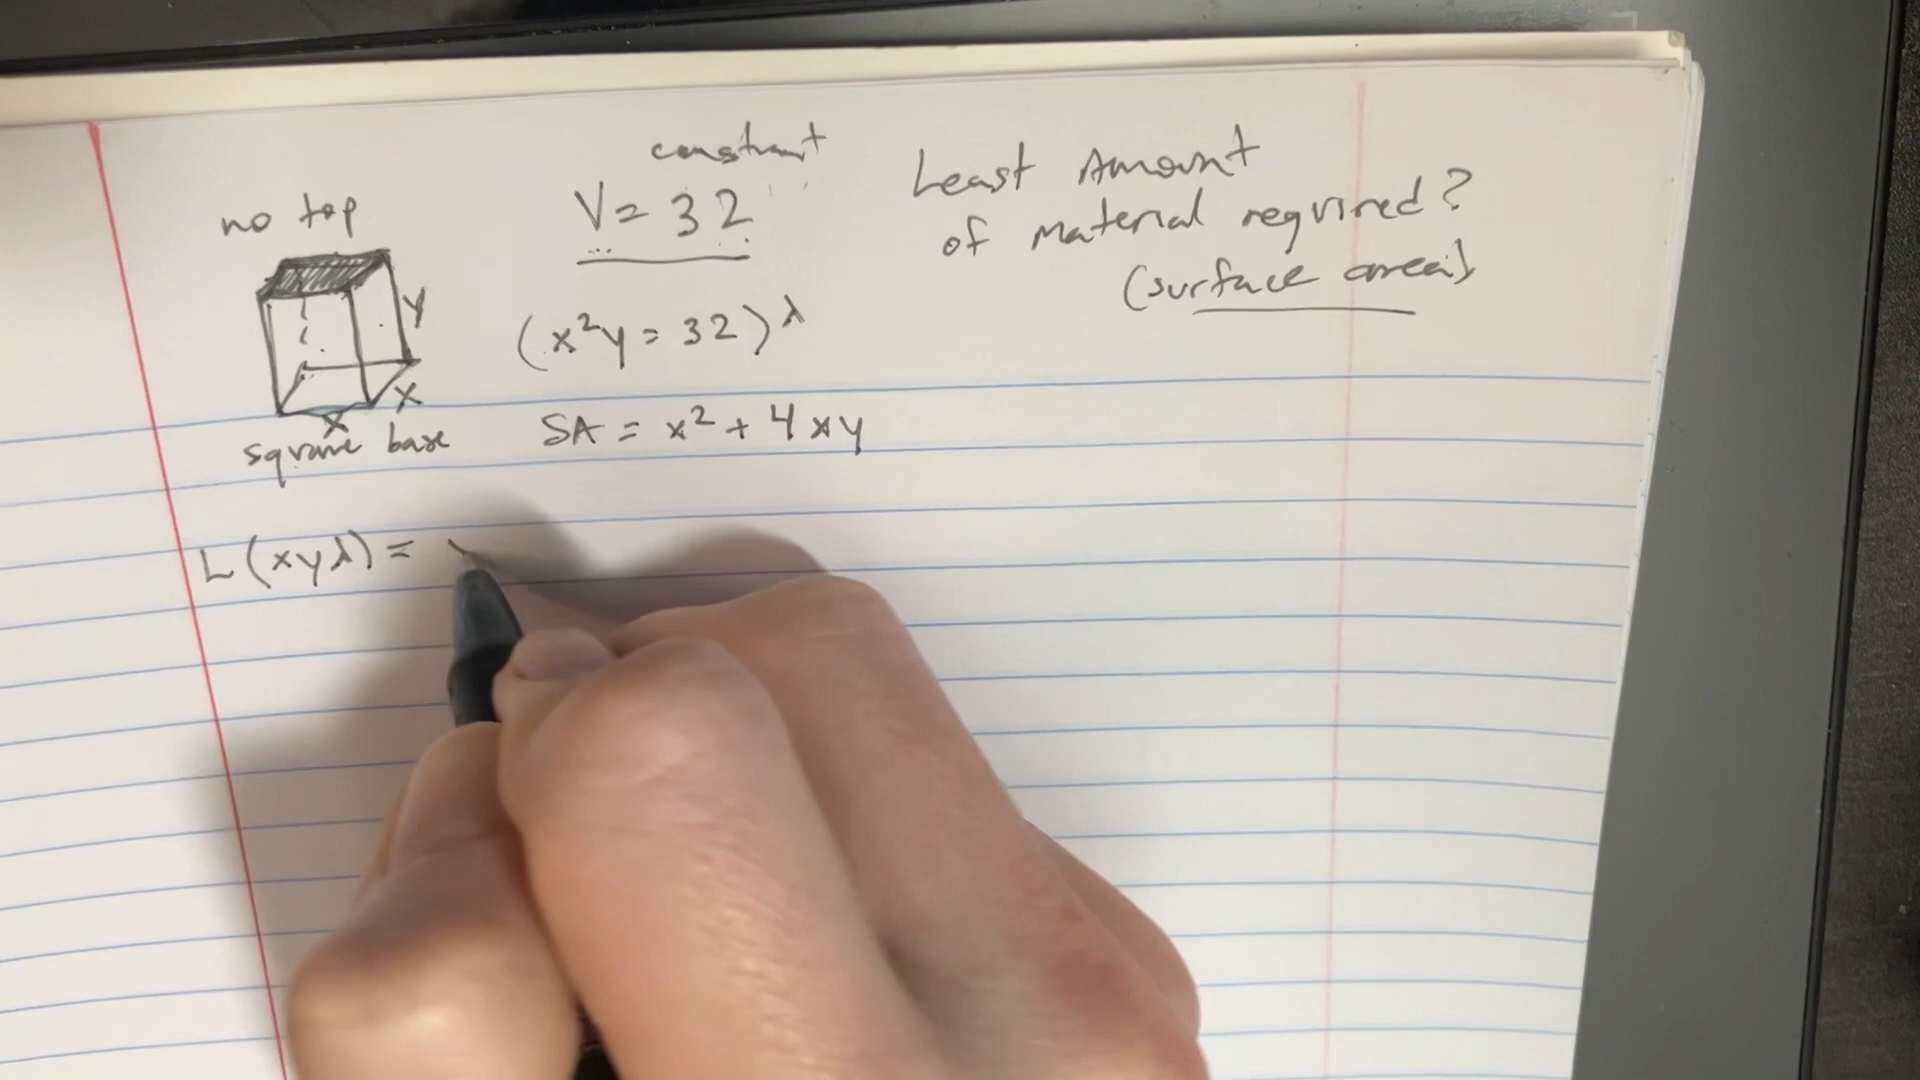 constant
V = 32
Least Amount
of material required?
(surface area)
no top
y
x
x
square base
(x²y = 32)λ
SA = x² + 4xy
L(xyλ) =